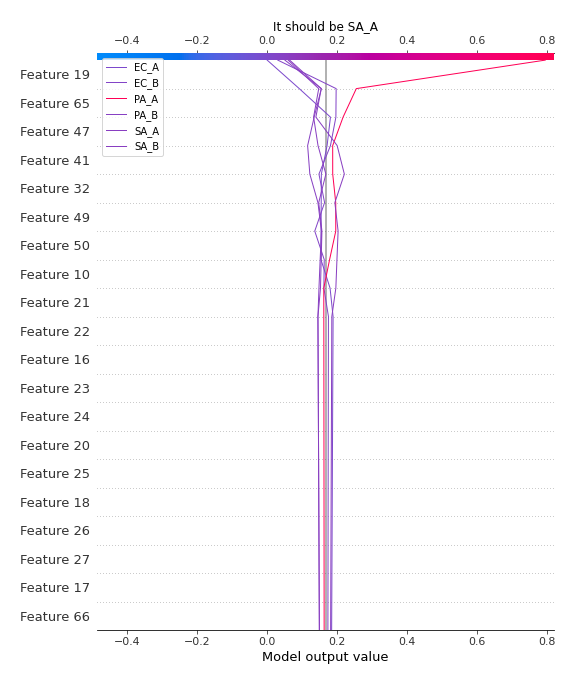 It should be SA_A
−0.4 −0.2 0.0 0.2 0.4 0.6 0.8
EC_A
EC_B
PA_A
PA_B
SA_A
SA_B
Feature 19
Feature 65
Feature 47
Feature 41
Feature 32
Feature 49
Feature 50
Feature 10
Feature 21
Feature 22
Feature 16
Feature 23
Feature 24
Feature 20
Feature 25
Feature 18
Feature 26
Feature 27
Feature 17
Feature 66
−0.4 −0.2 0.0 0.2 0.4 0.6 0.8
Model output value